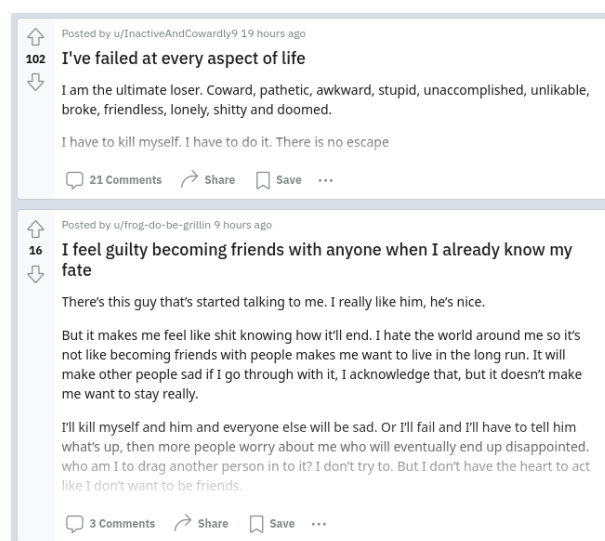 Posted by u/InactiveAndCowardly9 19 hours ago
102
I've failed at every aspect of life
I am the ultimate loser. Coward, pathetic, awkward, stupid, unaccomplished, unlikable,
broke, friendless, lonely, shitty and doomed.
I have to kill myself. I have to do it. There is no escape
21 Comments Share Save ...
Posted by u/frog-do-be-grillin 9 hours ago
16
I feel guilty becoming friends with anyone when I already know my
fate
There's this guy that's started talking to me. I really like him, he's nice.
But it makes me feel like shit knowing how it'll end. I hate the world around me so it's
not like becoming friends with people makes me want to live in the long run. It will
make other people sad if I go through with it, I acknowledge that, but it doesn't make
me want to stay really.
I'll kill myself and him and everyone else will be sad. Or I'll fail and I'll have to tell him
what's up, then more people worry about me who will eventually end up disappointed.
who am I to drag another person in to it? I don't try to. But I don't have the heart to act
like I don't want to be friends.
3 Comments Share Save ...